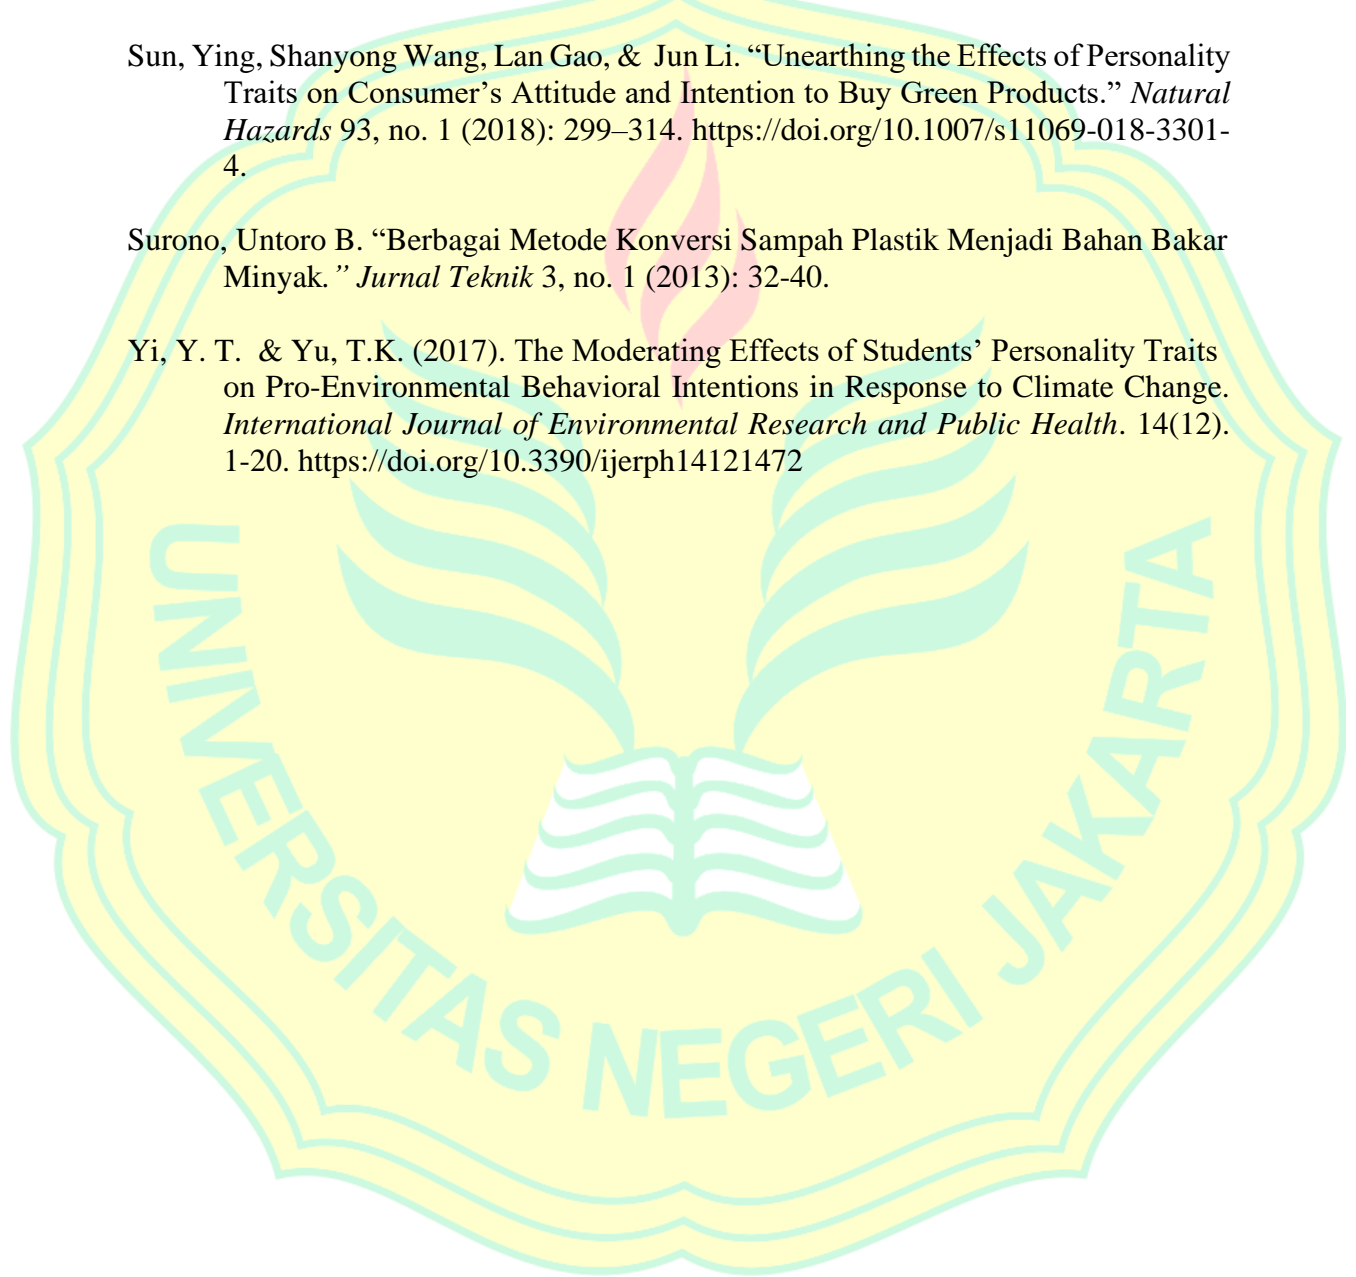 Sun, Ying, Shanyong Wang, Lan Gao, & Jun Li. “Unearthing the Effects of Personality
Traits on Consumer’s Attitude and Intention to Buy Green Products.” Natural
Hazards 93, no. 1 (2018): 299–314. https://doi.org/10.1007/s11069-018-3301-
4.
Surono, Untoro B. “Berbagai Metode Konversi Sampah Plastik Menjadi Bahan Bakar
Minyak.” Jurnal Teknik 3, no. 1 (2013): 32-40.
Yi, Y. T. & Yu, T.K. (2017). The Moderating Effects of Students’ Personality Traits
on Pro-Environmental Behavioral Intentions in Response to Climate Change.
International Journal of Environmental Research and Public Health. 14(12).
1-20. https://doi.org/10.3390/ijerph14121472
UNIVERSITAS NEGERI JAKARTA